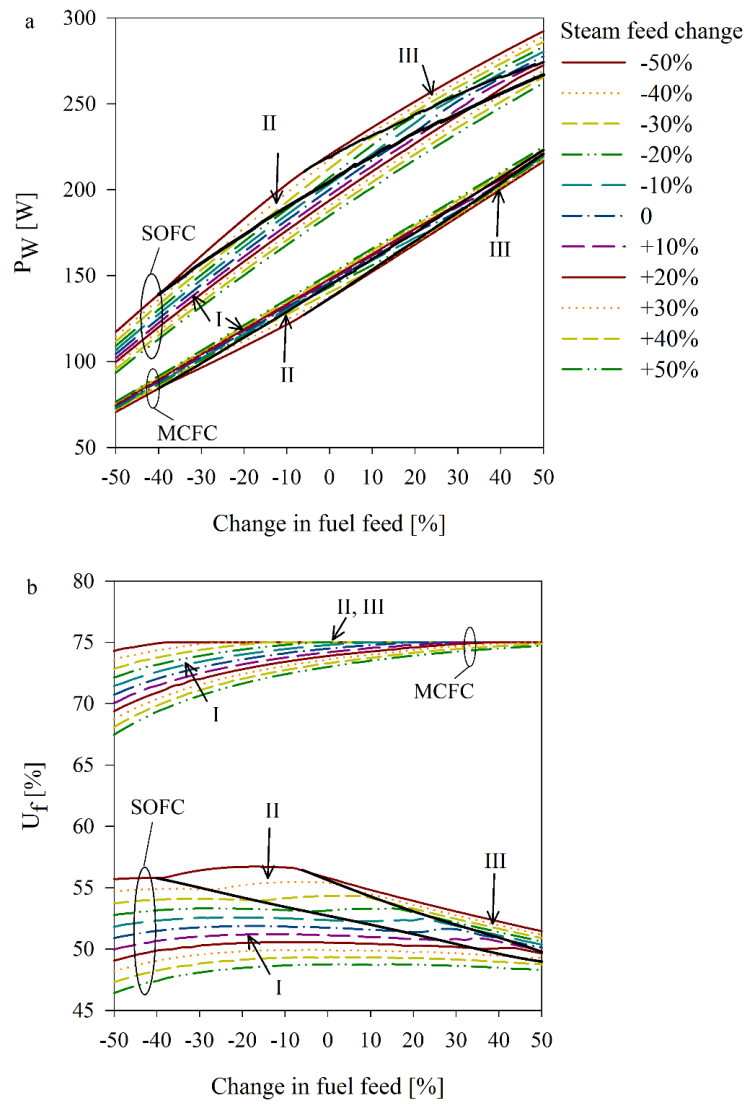 a
300
250
200
150
100
50
P_W [W]
III
II
SOFC
I
II
III
MCFC
-50 -40 -30 -20 -10 0 10 20 30 40 50
Change in fuel feed [%]
Steam feed change
-50%
-40%
-30%
-20%
-10%
0
+10%
+20%
+30%
+40%
+50%
b
80
75
70
65
60
55
50
45
U_f [%]
II, III
MCFC
I
SOFC
II
III
I
-50 -40 -30 -20 -10 0 10 20 30 40 50
Change in fuel feed [%]